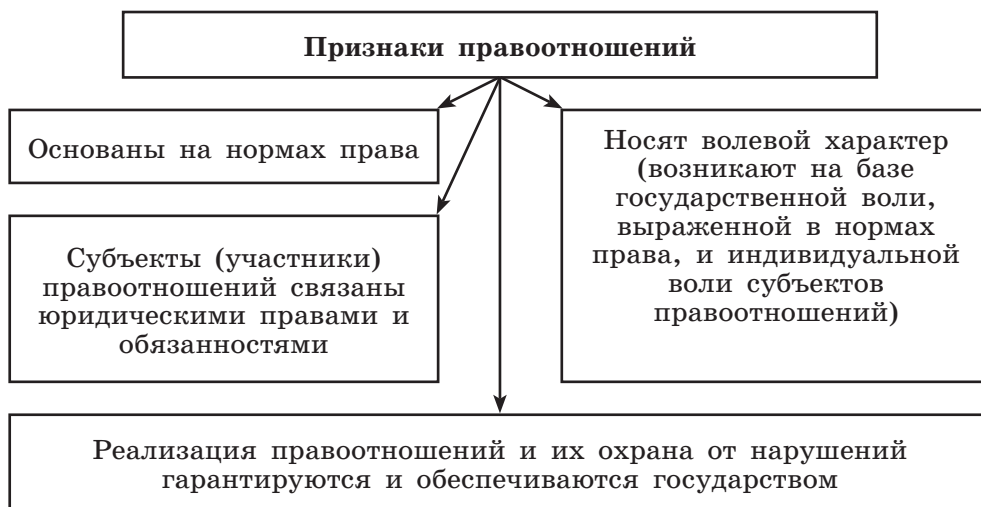 Признаки правоотношений
Основаны на нормах права
Субъекты (участники)
правоотношений связаны
юридическими правами и
обязанностями
Носят волевой характер
(возникают на базе
государственной воли,
выраженной в нормах
права, и индивидуальной
воли субъектов
правоотношений)
Реализация правоотношений и их охрана от нарушений
гарантируются и обеспечиваются государством